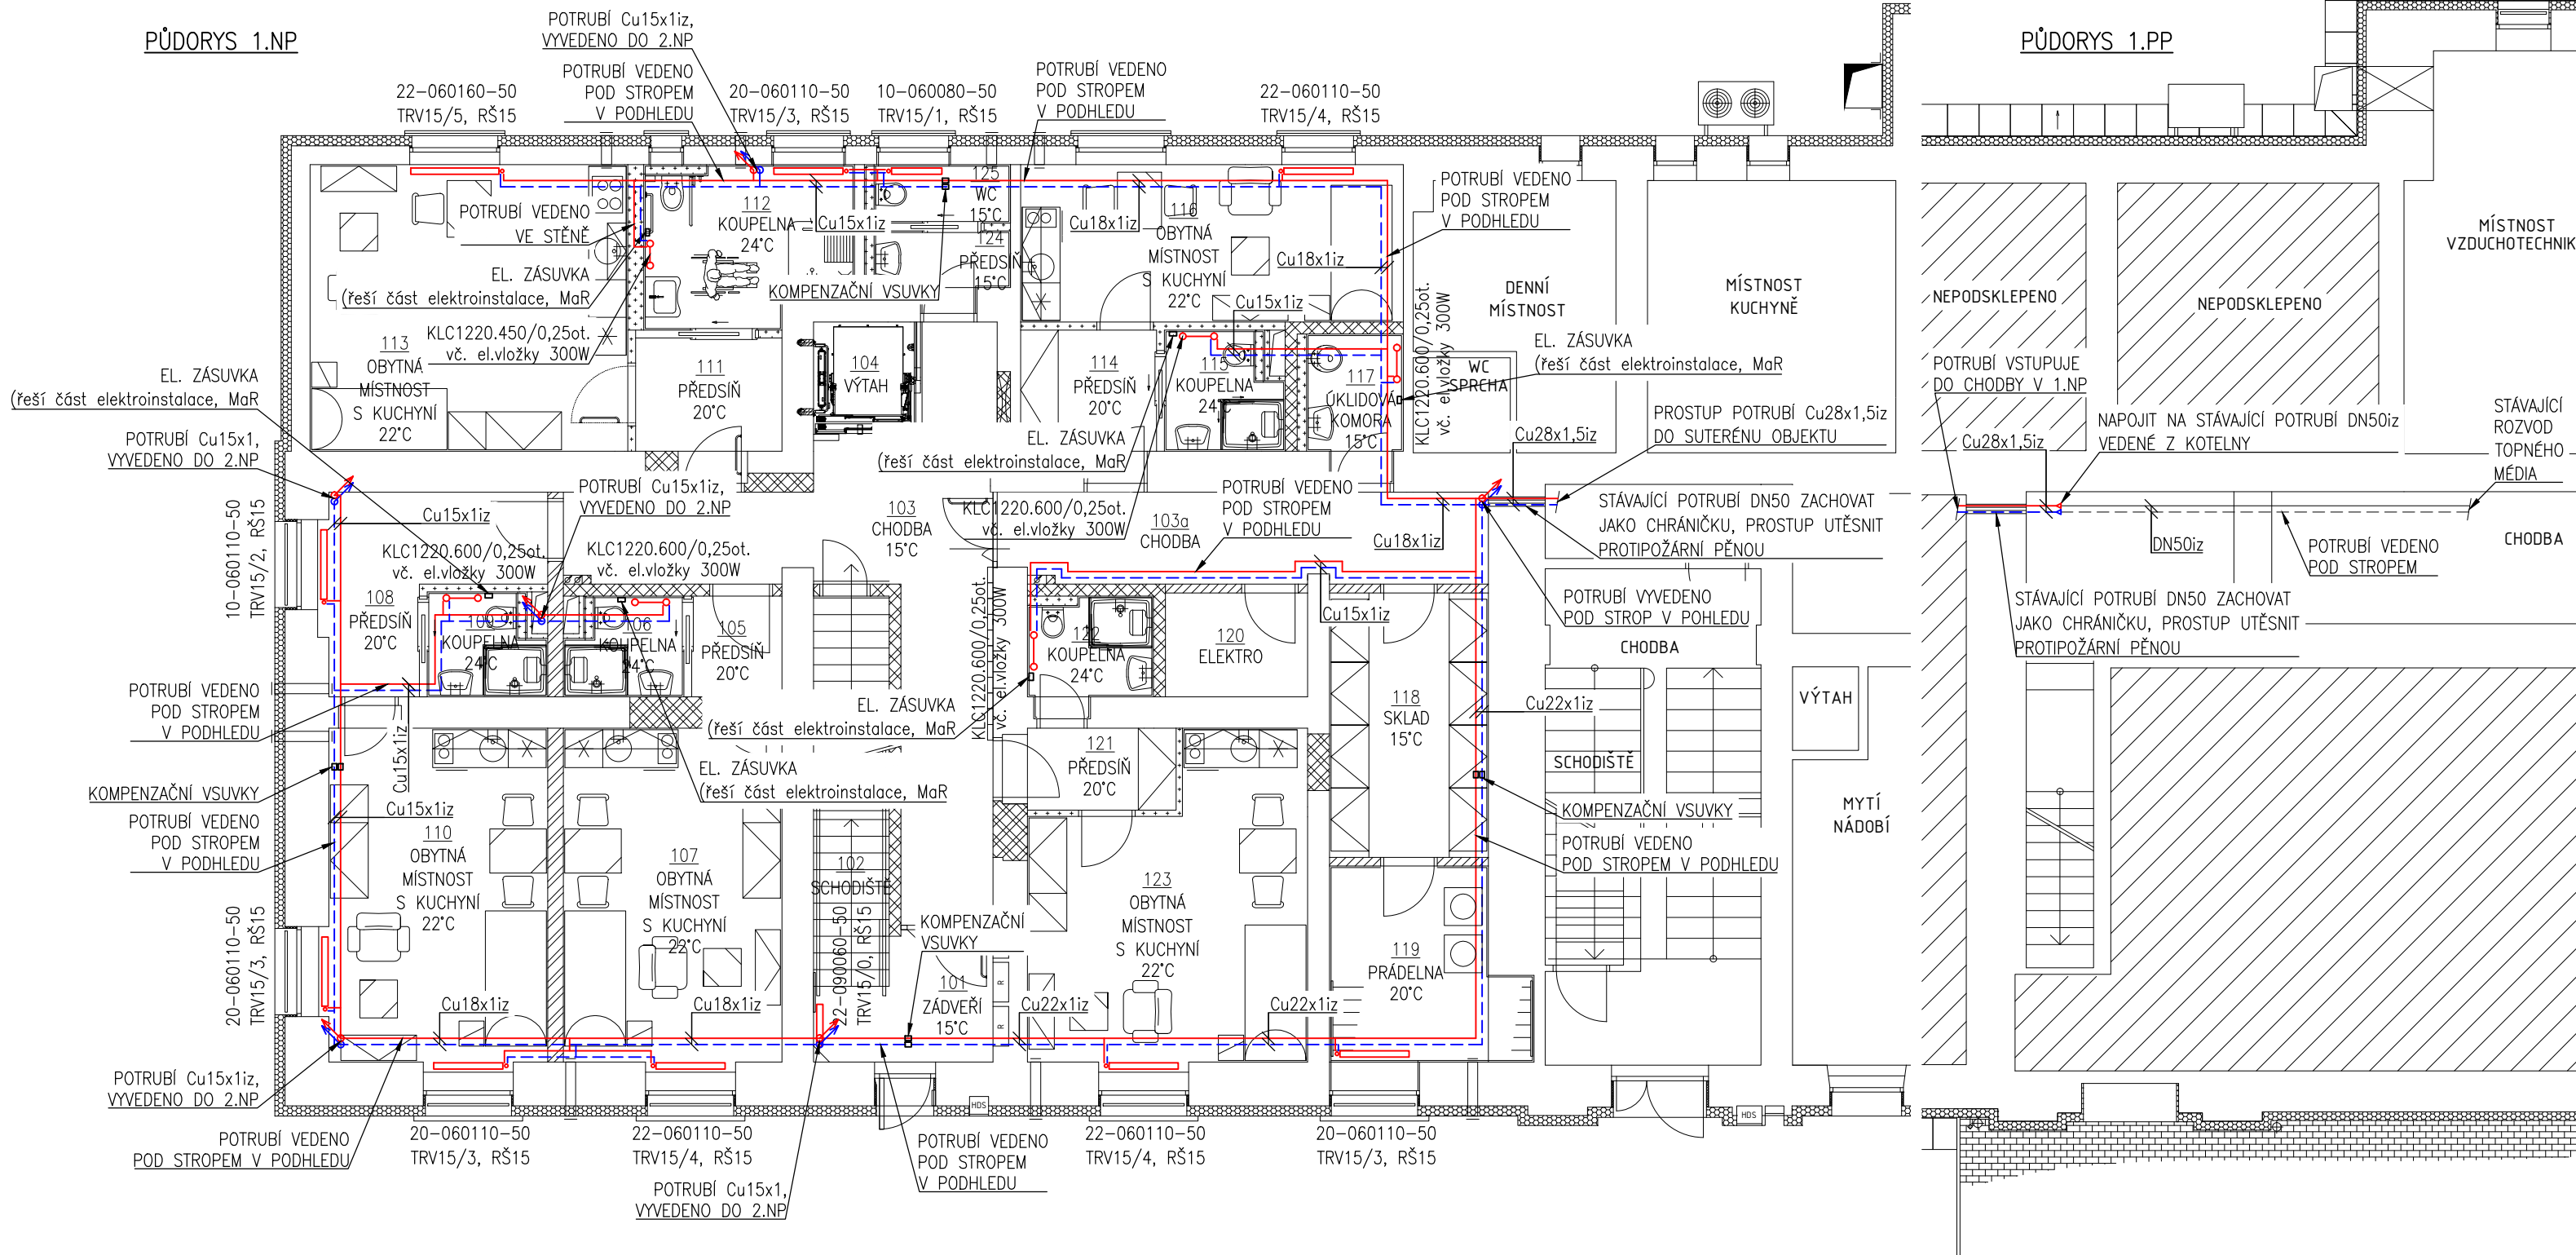 PŮDORYS 1.NP
POTRUBÍ Cu15x1iz,
VYVEDENO DO 2.NP
POTRUBÍ VEDENO
POD STROPEM
V PODHLEDU
22-060160-50
TRV15/5, RŠ15
20-060110-50
TRV15/3, RŠ15
10-060080-50
TRV15/1, RŠ15
POTRUBÍ VEDENO
POD STROPEM
V PODHLEDU
22-060110-50
TRV15/4, RŠ15
POTRUBÍ VEDENO
VE STĚNĚ
EL. ZÁSUVKA
(řeší část elektroinstalace, MaR
KLC1220.450/0,25ot.
vč. el.vložky 300W
112
KOUPELNA
24°C
Cu15x1iz
125
WC
15°C
124
PŘEDSÍŇ
15°C
KOMPENZAČNÍ VSUVKY
Cu18x1iz
116
OBYTNÁ
MÍSTNOST
S KUCHYNÍ
22°C
Cu18x1iz
Cu15x1iz
POTRUBÍ VEDENO
POD STROPEM
V PODHLEDU
DENNÍ
MÍSTNOST
MÍSTNOST
KUCHYNĚ
113
OBYTNÁ
MÍSTNOST
S KUCHYNÍ
22°C
111
PŘEDSÍŇ
20°C
104
VÝTAH
114
PŘEDSÍŇ
20°C
115
KOUPELNA
24°C
117
ÚKLIDOVÁ
KOMORA
15°C
KLC1220.600/0,25ot.
vč. el.vložky 300W
WC
SPRCHA
EL. ZÁSUVKA
(řeší část elektroinstalace, MaR
PROSTUP POTRUBÍ Cu28x1,5iz
DO SUTERÉNU OBJEKTU
Cu28x1,5iz
EL. ZÁSUVKA
(řeší část elektroinstalace, MaR
POTRUBÍ Cu15x1,
VYVEDENO DO 2.NP
EL. ZÁSUVKA
(řeší část elektroinstalace, MaR
KLC1220.600/0,25ot.
vč. el.vložky 300W
POTRUBÍ VEDENO
POD STROPEM
V PODHLEDU
103
CHODBA
15°C
103a
CHODBA
Cu18x1iz
STÁVAJÍCÍ POTRUBÍ DN50 ZACHOVAT
JAKO CHRÁNIČKU, PROSTUP UTĚSNIT
PROTIPOŽÁRNÍ PĚNOU
POTRUBÍ Cu15x1iz,
VYVEDENO DO 2.NP
Cu15x1iz
KLC1220.600/0,25ot.
vč. el.vložky 300W
KLC1220.600/0,25ot.
vč. el.vložky 300W
10-060110-50
TRV15/2, RŠ15
108
PŘEDSÍŇ
20°C
109
KOUPELNA
24°C
106
KOUPELNA
24°C
105
PŘEDSÍŇ
20°C
KLC1220.600/0,25ot.
vč. el.vložky 300W
122
KOUPELNA
24°C
120
ELEKTRO
Cu15x1iz
POTRUBÍ VYVEDENO
POD STROP V POHLEDU
CHODBA
118
SKLAD
15°C
Cu22x1iz
VÝTAH
SCHODIŠTĚ
POTRUBÍ VEDENO
POD STROPEM
V PODHLEDU
Cu15x1iz
EL. ZÁSUVKA
(řeší část elektroinstalace, MaR
EL. ZÁSUVKA
(řeší část elektroinstalace, MaR
121
PŘEDSÍŇ
20°C
KOMPENZAČNÍ VSUVKY
Cu15x1iz
POTRUBÍ VEDENO
POD STROPEM
V PODHLEDU
KOMPENZAČNÍ VSUVKY
POTRUBÍ VEDENO
POD STROPEM V PODHLEDU
MYTÍ
NÁDOBÍ
110
OBYTNÁ
MÍSTNOST
S KUCHYNÍ
22°C
107
OBYTNÁ
MÍSTNOST
S KUCHYNÍ
22°C
102
SCHODIŠTĚ
22-090060-50
TRV15/0, RŠ15
KOMPENZAČNÍ
VSUVKY
123
OBYTNÁ
MÍSTNOST
S KUCHYNÍ
22°C
119
PRÁDELNA
20°C
20-060110-50
TRV15/3, RŠ15
101
ZÁDVEŘÍ
15°C
R
R
Cu18x1iz
Cu18x1iz
Cu22x1iz
Cu22x1iz
POTRUBÍ Cu15x1iz,
VYVEDENO DO 2.NP
POTRUBÍ VEDENO
POD STROPEM V PODHLEDU
20-060110-50
TRV15/3, RŠ15
22-060110-50
TRV15/4, RŠ15
POTRUBÍ Cu15x1,
VYVEDENO DO 2.NP
POTRUBÍ VEDENO
POD STROPEM
V PODHLEDU
HDS
22-060110-50
TRV15/4, RŠ15
20-060110-50
TRV15/3, RŠ15
HDS
PŮDORYS 1.PP
MÍSTNOST
VZDUCHOTECHNIK
NEPODSKLEPENO
NEPODSKLEPENO
POTRUBÍ VSTUPUJE
DO CHODBY V 1.NP
Cu28x1,5iz
NAPOJIT NA STÁVAJÍCÍ POTRUBÍ DN50iz
VEDENÉ Z KOTELNY
STÁVAJÍCÍ
ROZVOD
TOPNÉHO
MÉDIA
DN50iz
POTRUBÍ VEDENO
POD STROPEM
CHODBA
STÁVAJÍCÍ POTRUBÍ DN50 ZACHOVAT
JAKO CHRÁNIČKU, PROSTUP UTĚSNIT
PROTIPOŽÁRNÍ PĚNOU